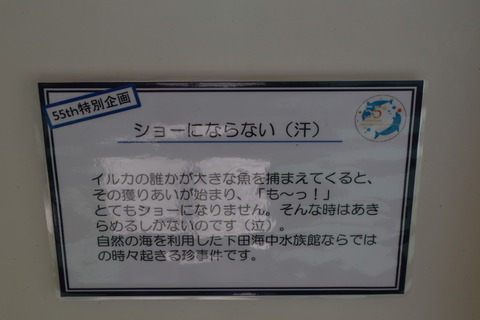 55th特別企画
ショーにならない（汗）
イルカの誰かが大きな魚を捕まえてくると、
その獲りあいが始まり、「も～っ！」
とてもショーになりません。そんな時はあき
らめるしかないのです（泣）。
自然の海を利用した下田海中水族館ならでは
の時々起きる珍事件です。